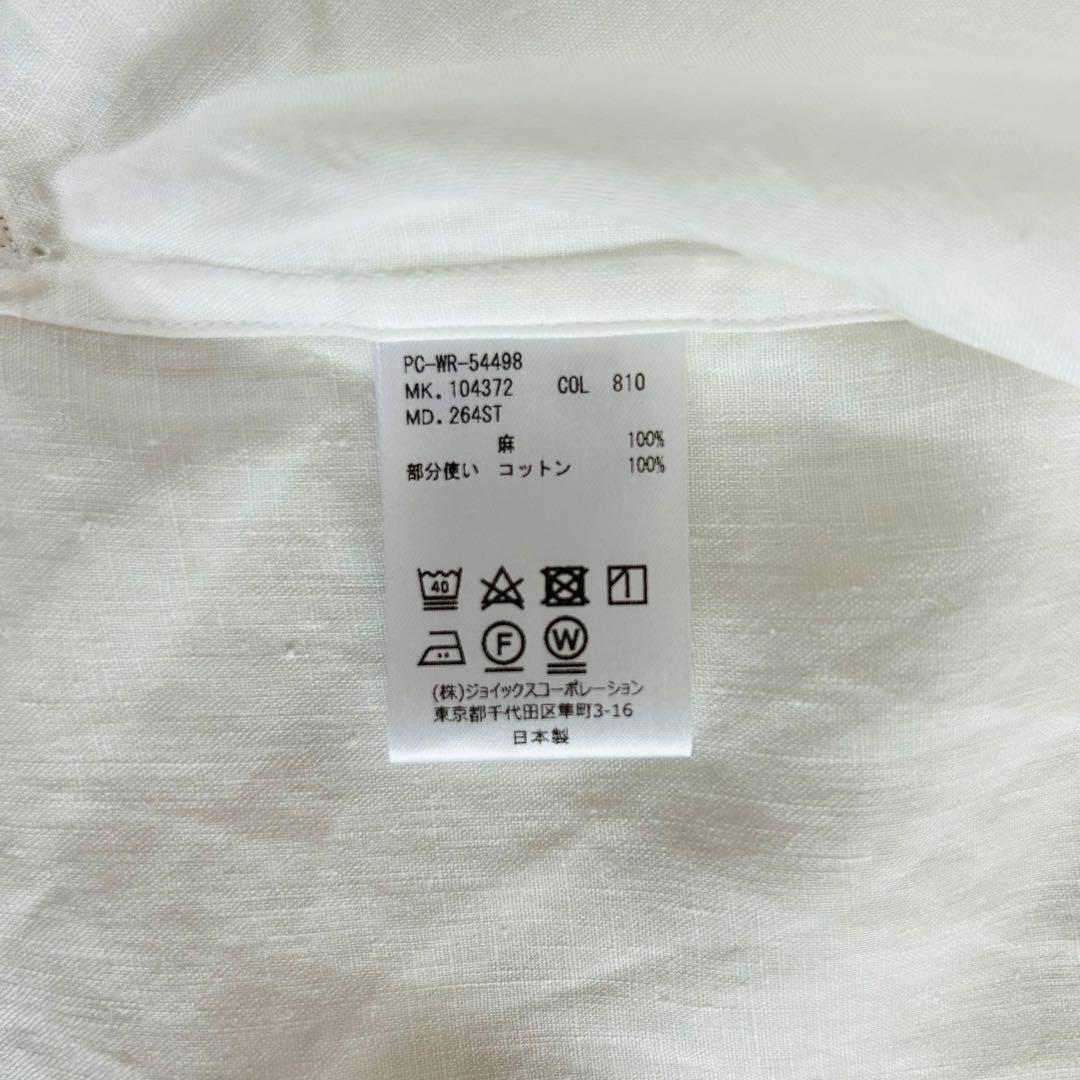 PC-WR-54498
MK. 104372 COL 810
MD. 264ST
麻 100%
部分使い コットン 100%
40
F W
(株)ジョイックスコーポレーション
東京都千代田区隼町3-16
日本製